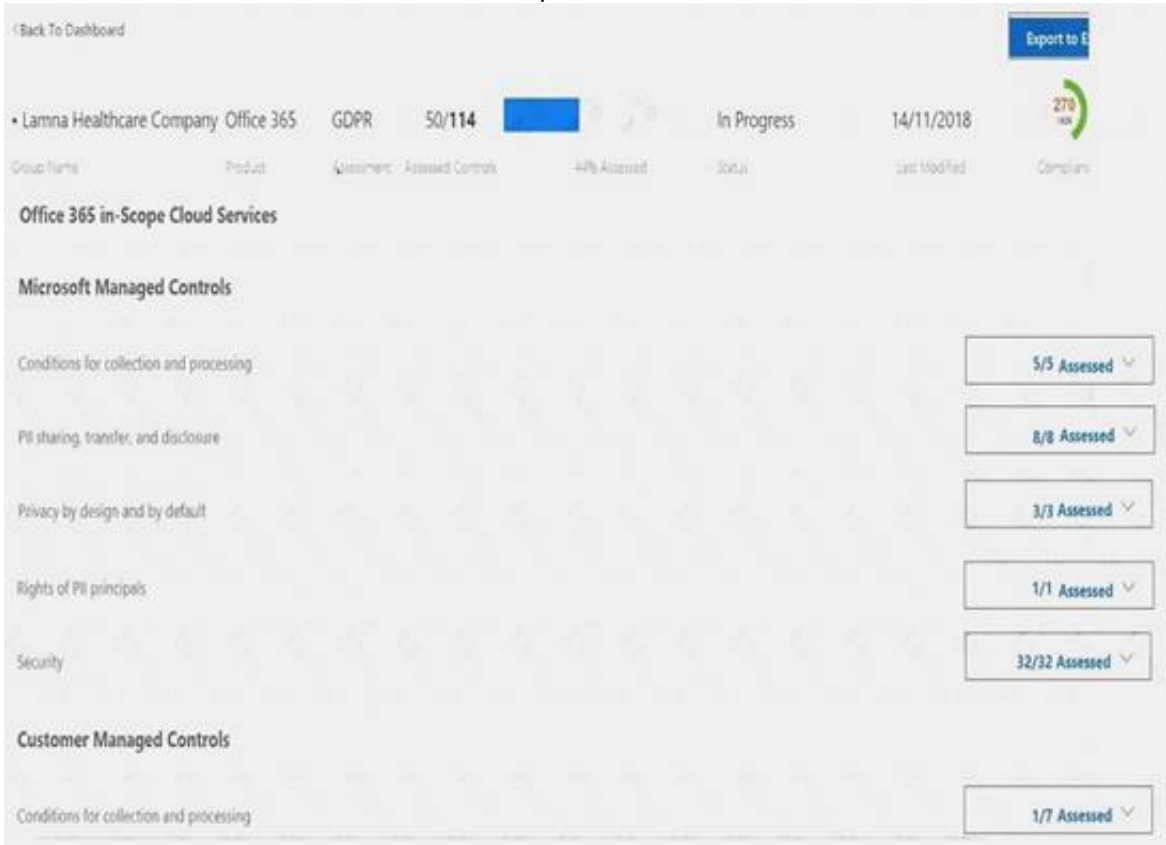 Back To Dashboard
Export to E
• Lamna Healthcare Company Office 365 GDPR 50/114 In Progress 14/11/2018 270
Group Name Product Assessment Assessed Controls 44% Assessed Status Last Modified Complian
Office 365 in-Scope Cloud Services
Microsoft Managed Controls
Conditions for collection and processing 5/5 Assessed
PII sharing, transfer, and disclosure 8/8 Assessed
Privacy by design and by default 3/3 Assessed
Rights of PII principals 1/1 Assessed
Security 32/32 Assessed
Customer Managed Controls
Conditions for collection and processing 1/7 Assessed